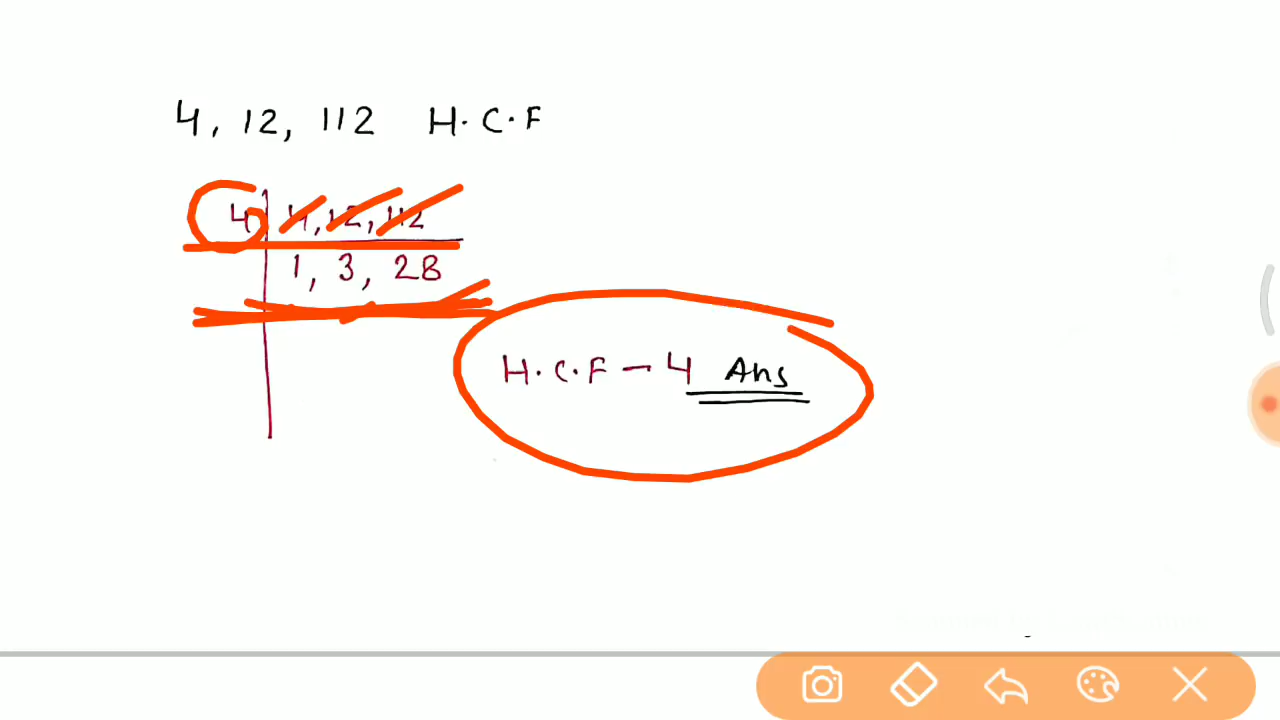 4, 12, 112 H.C.F
4 4, 12, 112
1, 3, 28
H.C.F - 4 Ans